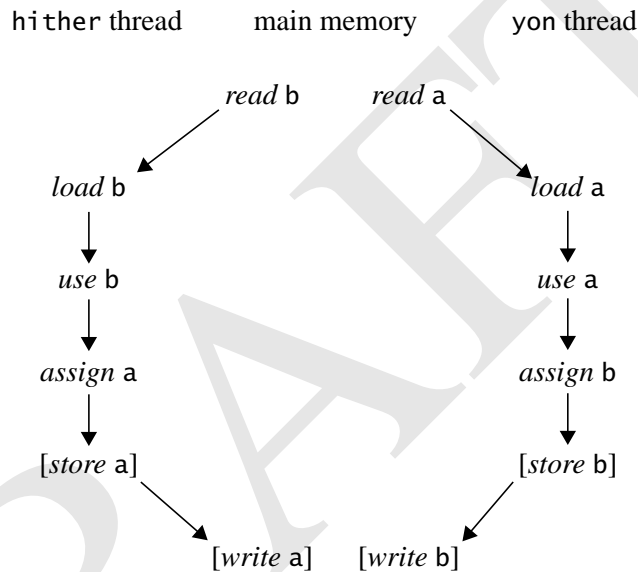 hither thread main memory yon thread
read b read a
load b load a
use b use a
assign a assign b
[store a] [store b]
[write a] [write b]